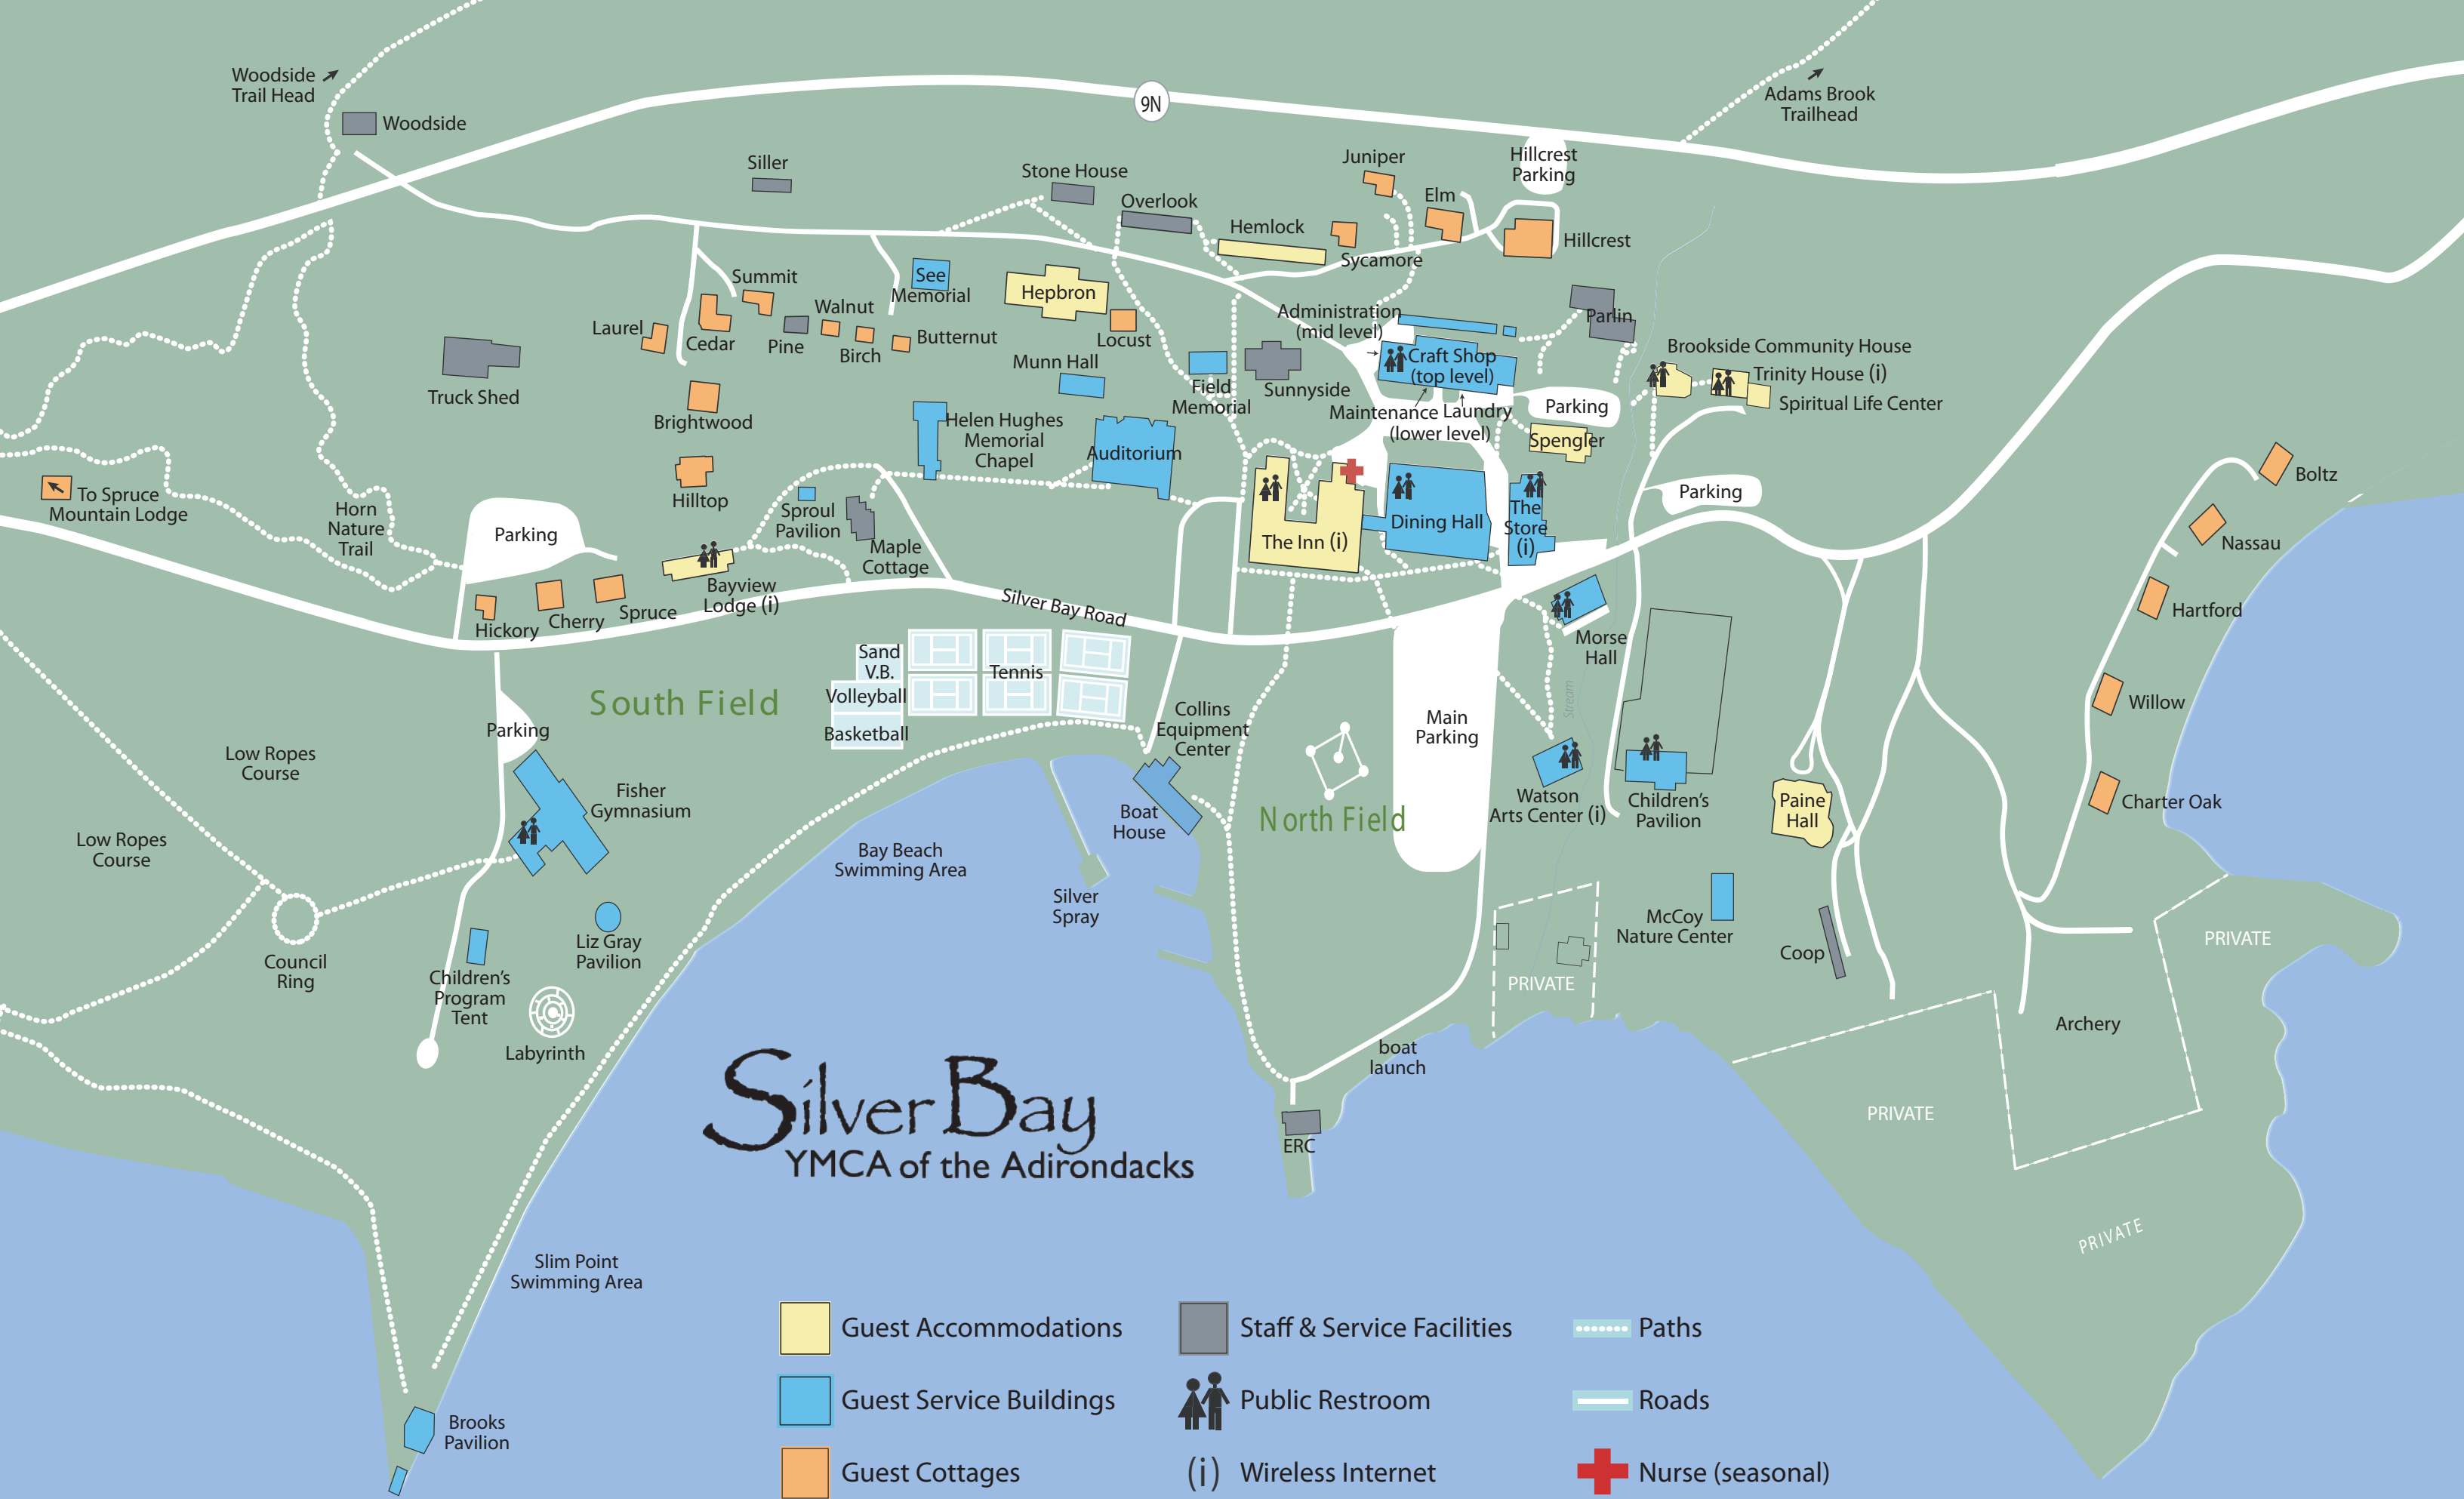 Woodside
Trail Head
Woodside
9N
Adams Brook
Trailhead
Siller
Stone House
Overlook
Hemlock
Juniper
Sycamore
Elm
Hillcrest
Parking
Hillcrest
Summit
Laurel
Cedar
Pine
Walnut
Birch
Butternut
See
Memorial
Hepbron
Locust
Munn Hall
Administration
(mid level)
Craft Shop
(top level)
Parlin
Brookside Community House
Trinity House (i)
Spiritual Life Center
Truck Shed
Brightwood
Helen Hughes
Memorial
Chapel
Auditorium
Field
Memorial
Sunnyside
Maintenance
Laundry
(lower level)
Parking
Spengler
To Spruce
Mountain Lodge
Horn
Nature
Trail
Parking
Hilltop
Sproul
Pavilion
Maple
Cottage
Bayview
Lodge (i)
The Inn (i)
Dining Hall
The
Store
(i)
Parking
Boltz
Nassau
Hartford
Willow
Charter Oak
Hickory
Cherry
Spruce
Silver Bay Road
Morse
Hall
Sand
V.B.
Volleyball
Basketball
Tennis
South Field
Parking
Collins
Equipment
Center
Boat
House
Main
Parking
North Field
Stream
Watson
Arts Center (i)
Children's
Pavilion
Paine
Hall
Low Ropes
Course
Low Ropes
Course
Fisher
Gymnasium
Bay Beach
Swimming Area
Silver
Spray
McCoy
Nature Center
Coop
PRIVATE
PRIVATE
Council
Ring
Children's
Program
Tent
Liz Gray
Pavilion
Labyrinth
Archery
boat
launch
PRIVATE
PRIVATE
ERC
Silver Bay
YMCA of the Adirondacks
Slim Point
Swimming Area
Brooks
Pavilion
Guest Accommodations
Guest Service Buildings
Guest Cottages
Staff & Service Facilities
Public Restroom
(i) Wireless Internet
Paths
Roads
Nurse (seasonal)